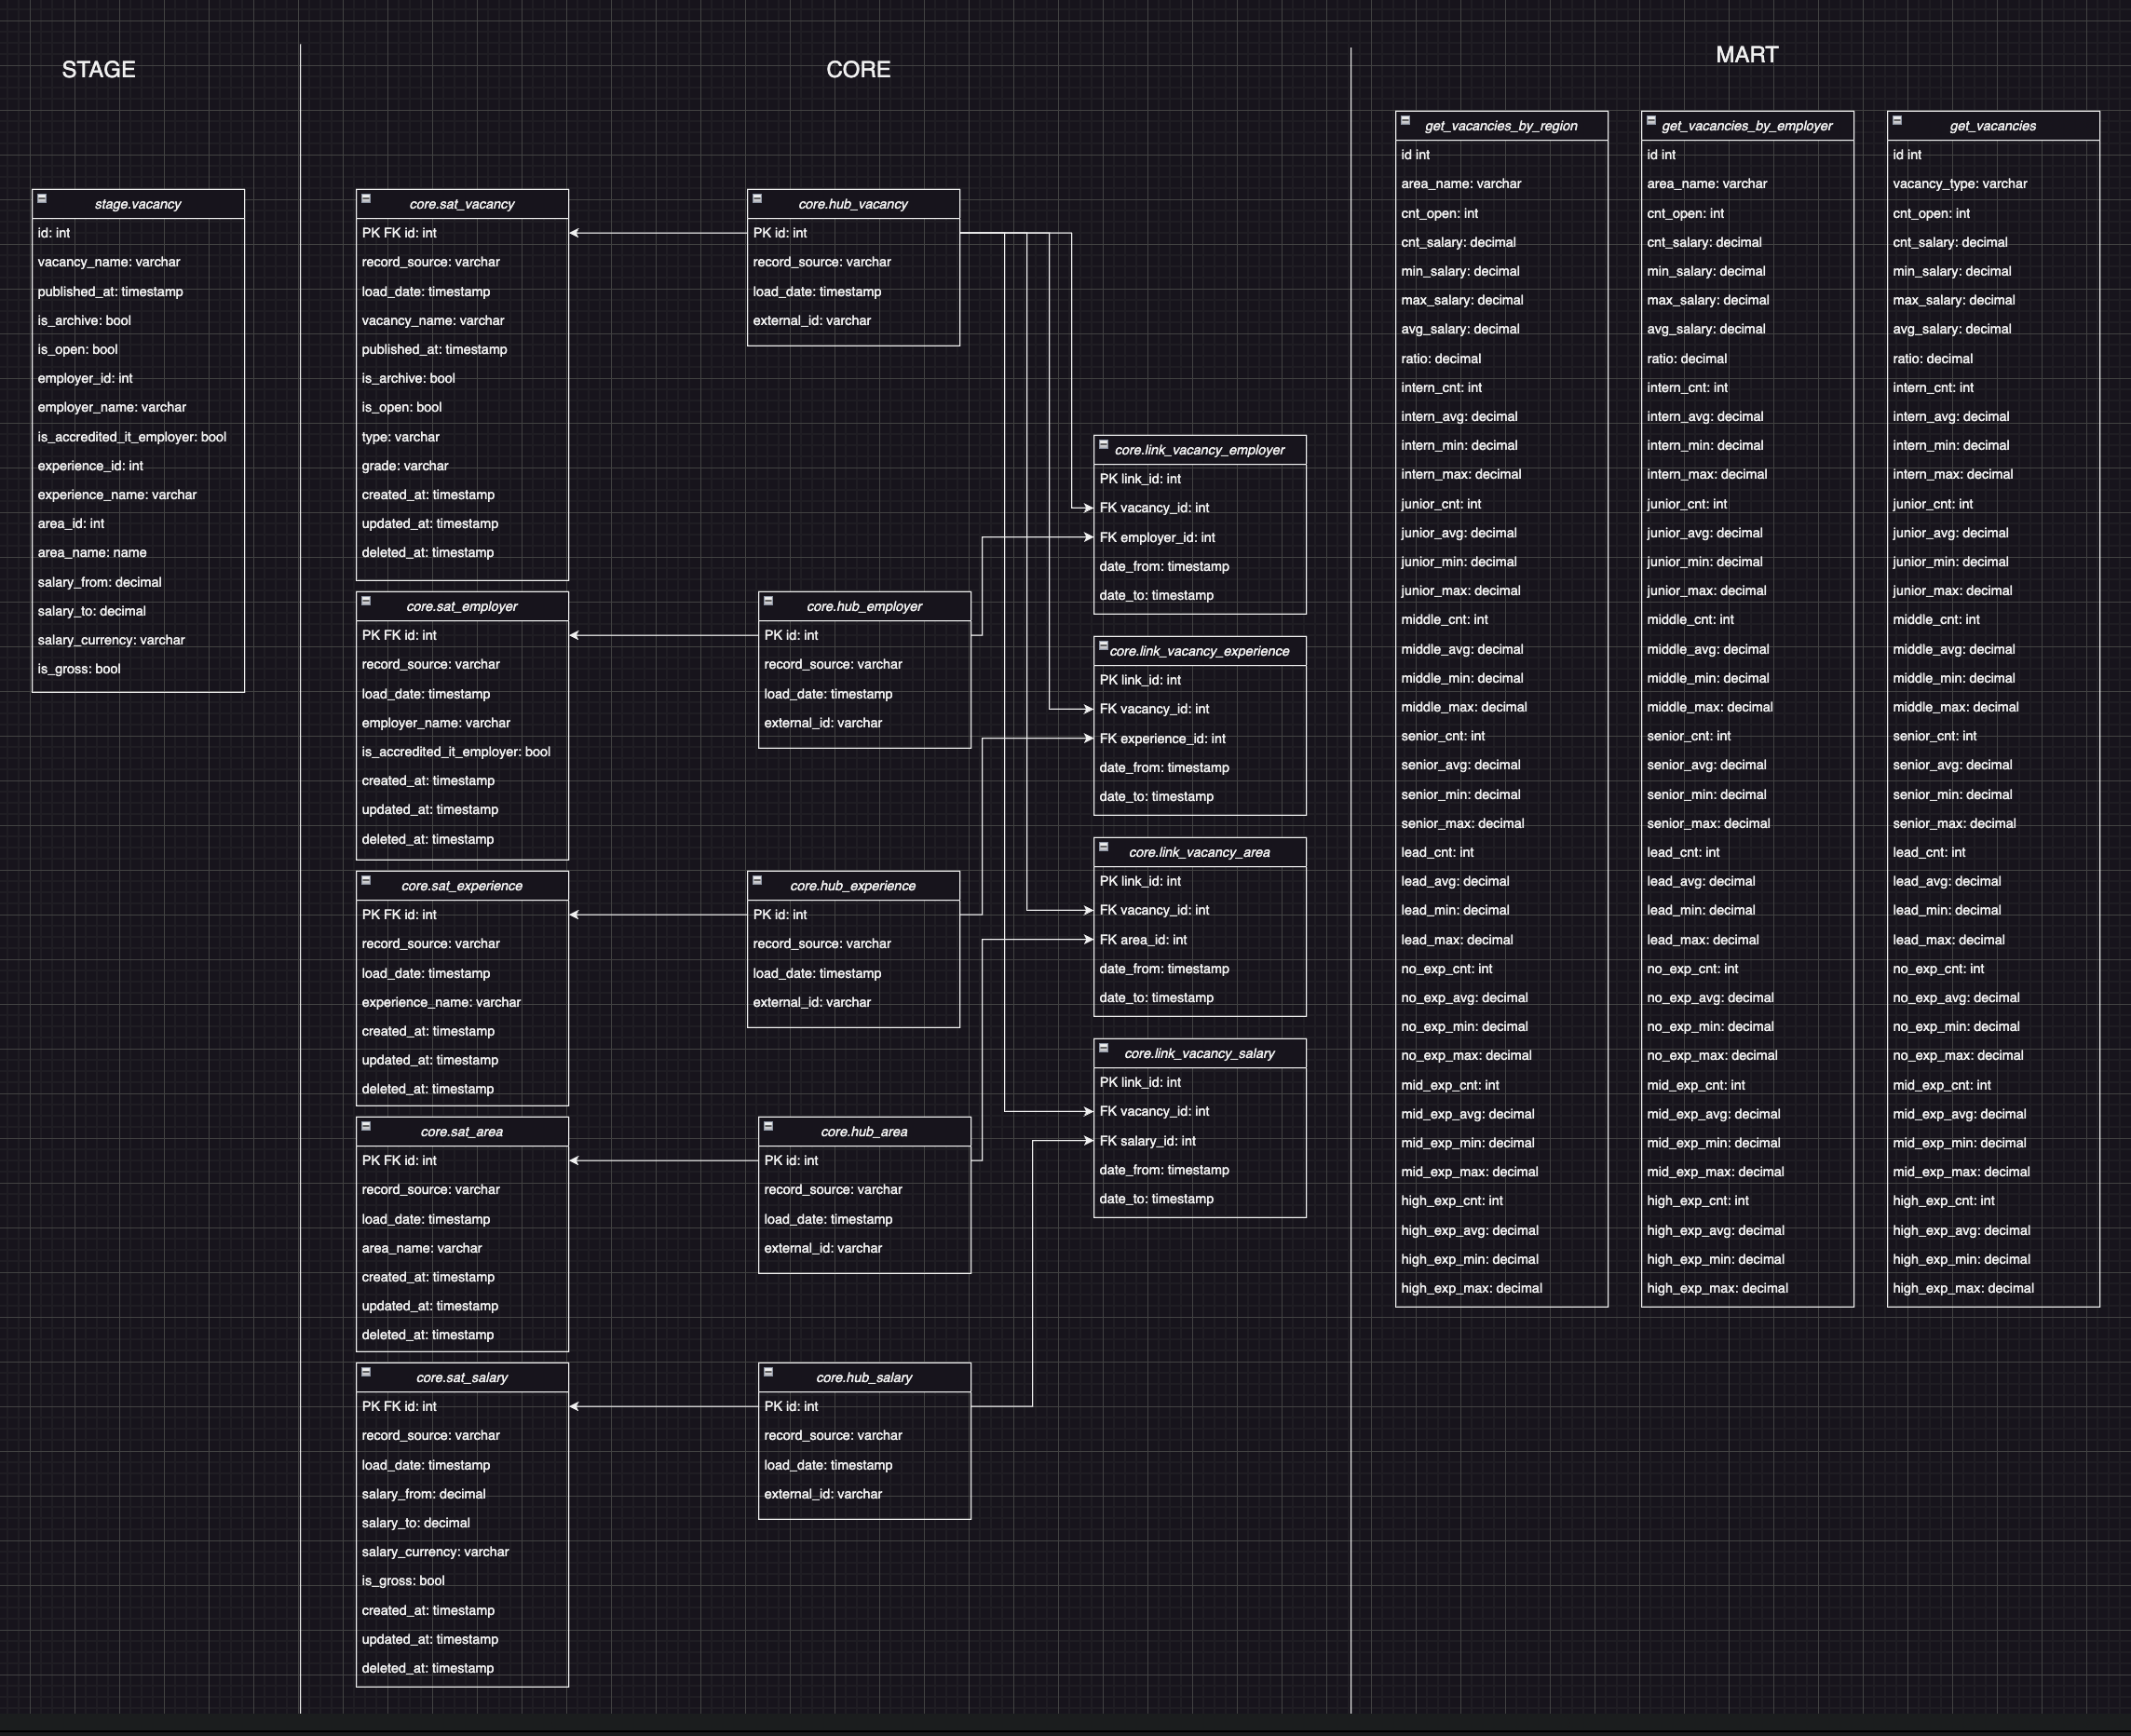 STAGE
stage.vacancy
id: int
vacancy_name: varchar
published_at: timestamp
is_archive: bool
is_open: bool
employer_id: int
employer_name: varchar
is_accredited_it_employer: bool
experience_id: int
experience_name: varchar
area_id: int
area_name: name
salary_from: decimal
salary_to: decimal
salary_currency: varchar
is_gross: bool
CORE
core.sat_vacancy
PK FK id: int
record_source: varchar
load_date: timestamp
vacancy_name: varchar
published_at: timestamp
is_archive: bool
is_open: bool
type: varchar
grade: varchar
created_at: timestamp
updated_at: timestamp
deleted_at: timestamp
core.sat_employer
PK FK id: int
record_source: varchar
load_date: timestamp
employer_name: varchar
is_accredited_it_employer: bool
created_at: timestamp
updated_at: timestamp
deleted_at: timestamp
core.sat_experience
PK FK id: int
record_source: varchar
load_date: timestamp
experience_name: varchar
created_at: timestamp
updated_at: timestamp
deleted_at: timestamp
core.sat_area
PK FK id: int
record_source: varchar
load_date: timestamp
area_name: varchar
created_at: timestamp
updated_at: timestamp
deleted_at: timestamp
core.sat_salary
PK FK id: int
record_source: varchar
load_date: timestamp
salary_from: decimal
salary_to: decimal
salary_currency: varchar
is_gross: bool
created_at: timestamp
updated_at: timestamp
deleted_at: timestamp
core.hub_vacancy
PK id: int
record_source: varchar
load_date: timestamp
external_id: varchar
core.hub_employer
PK id: int
record_source: varchar
load_date: timestamp
external_id: varchar
core.hub_experience
PK id: int
record_source: varchar
load_date: timestamp
external_id: varchar
core.hub_area
PK id: int
record_source: varchar
load_date: timestamp
external_id: varchar
core.hub_salary
PK id: int
record_source: varchar
load_date: timestamp
external_id: varchar
core.link_vacancy_employer
PK link_id: int
FK vacancy_id: int
FK employer_id: int
date_from: timestamp
date_to: timestamp
core.link_vacancy_experience
PK link_id: int
FK vacancy_id: int
FK experience_id: int
date_from: timestamp
date_to: timestamp
core.link_vacancy_area
PK link_id: int
FK vacancy_id: int
FK area_id: int
date_from: timestamp
date_to: timestamp
core.link_vacancy_salary
PK link_id: int
FK vacancy_id: int
FK salary_id: int
date_from: timestamp
date_to: timestamp
MART
get_vacancies_by_region
id int
area_name: varchar
cnt_open: int
cnt_salary: decimal
min_salary: decimal
max_salary: decimal
avg_salary: decimal
ratio: decimal
intern_cnt: int
intern_avg: decimal
intern_min: decimal
intern_max: decimal
junior_cnt: int
junior_avg: decimal
junior_min: decimal
junior_max: decimal
middle_cnt: int
middle_avg: decimal
middle_min: decimal
middle_max: decimal
senior_cnt: int
senior_avg: decimal
senior_min: decimal
senior_max: decimal
lead_cnt: int
lead_avg: decimal
lead_min: decimal
lead_max: decimal
no_exp_cnt: int
no_exp_avg: decimal
no_exp_min: decimal
no_exp_max: decimal
mid_exp_cnt: int
mid_exp_avg: decimal
mid_exp_min: decimal
mid_exp_max: decimal
high_exp_cnt: int
high_exp_avg: decimal
high_exp_min: decimal
high_exp_max: decimal
get_vacancies_by_employer
id int
area_name: varchar
cnt_open: int
cnt_salary: decimal
min_salary: decimal
max_salary: decimal
avg_salary: decimal
ratio: decimal
intern_cnt: int
intern_avg: decimal
intern_min: decimal
intern_max: decimal
junior_cnt: int
junior_avg: decimal
junior_min: decimal
junior_max: decimal
middle_cnt: int
middle_avg: decimal
middle_min: decimal
middle_max: decimal
senior_cnt: int
senior_avg: decimal
senior_min: decimal
senior_max: decimal
lead_cnt: int
lead_avg: decimal
lead_min: decimal
lead_max: decimal
no_exp_cnt: int
no_exp_avg: decimal
no_exp_min: decimal
no_exp_max: decimal
mid_exp_cnt: int
mid_exp_avg: decimal
mid_exp_min: decimal
mid_exp_max: decimal
high_exp_cnt: int
high_exp_avg: decimal
high_exp_min: decimal
high_exp_max: decimal
get_vacancies
id int
vacancy_type: varchar
cnt_open: int
cnt_salary: decimal
min_salary: decimal
max_salary: decimal
avg_salary: decimal
ratio: decimal
intern_cnt: int
intern_avg: decimal
intern_min: decimal
intern_max: decimal
junior_cnt: int
junior_avg: decimal
junior_min: decimal
junior_max: decimal
middle_cnt: int
middle_avg: decimal
middle_min: decimal
middle_max: decimal
senior_cnt: int
senior_avg: decimal
senior_min: decimal
senior_max: decimal
lead_cnt: int
lead_avg: decimal
lead_min: decimal
lead_max: decimal
no_exp_cnt: int
no_exp_avg: decimal
no_exp_min: decimal
no_exp_max: decimal
mid_exp_cnt: int
mid_exp_avg: decimal
mid_exp_min: decimal
mid_exp_max: decimal
high_exp_cnt: int
high_exp_avg: decimal
high_exp_min: decimal
high_exp_max: decimal